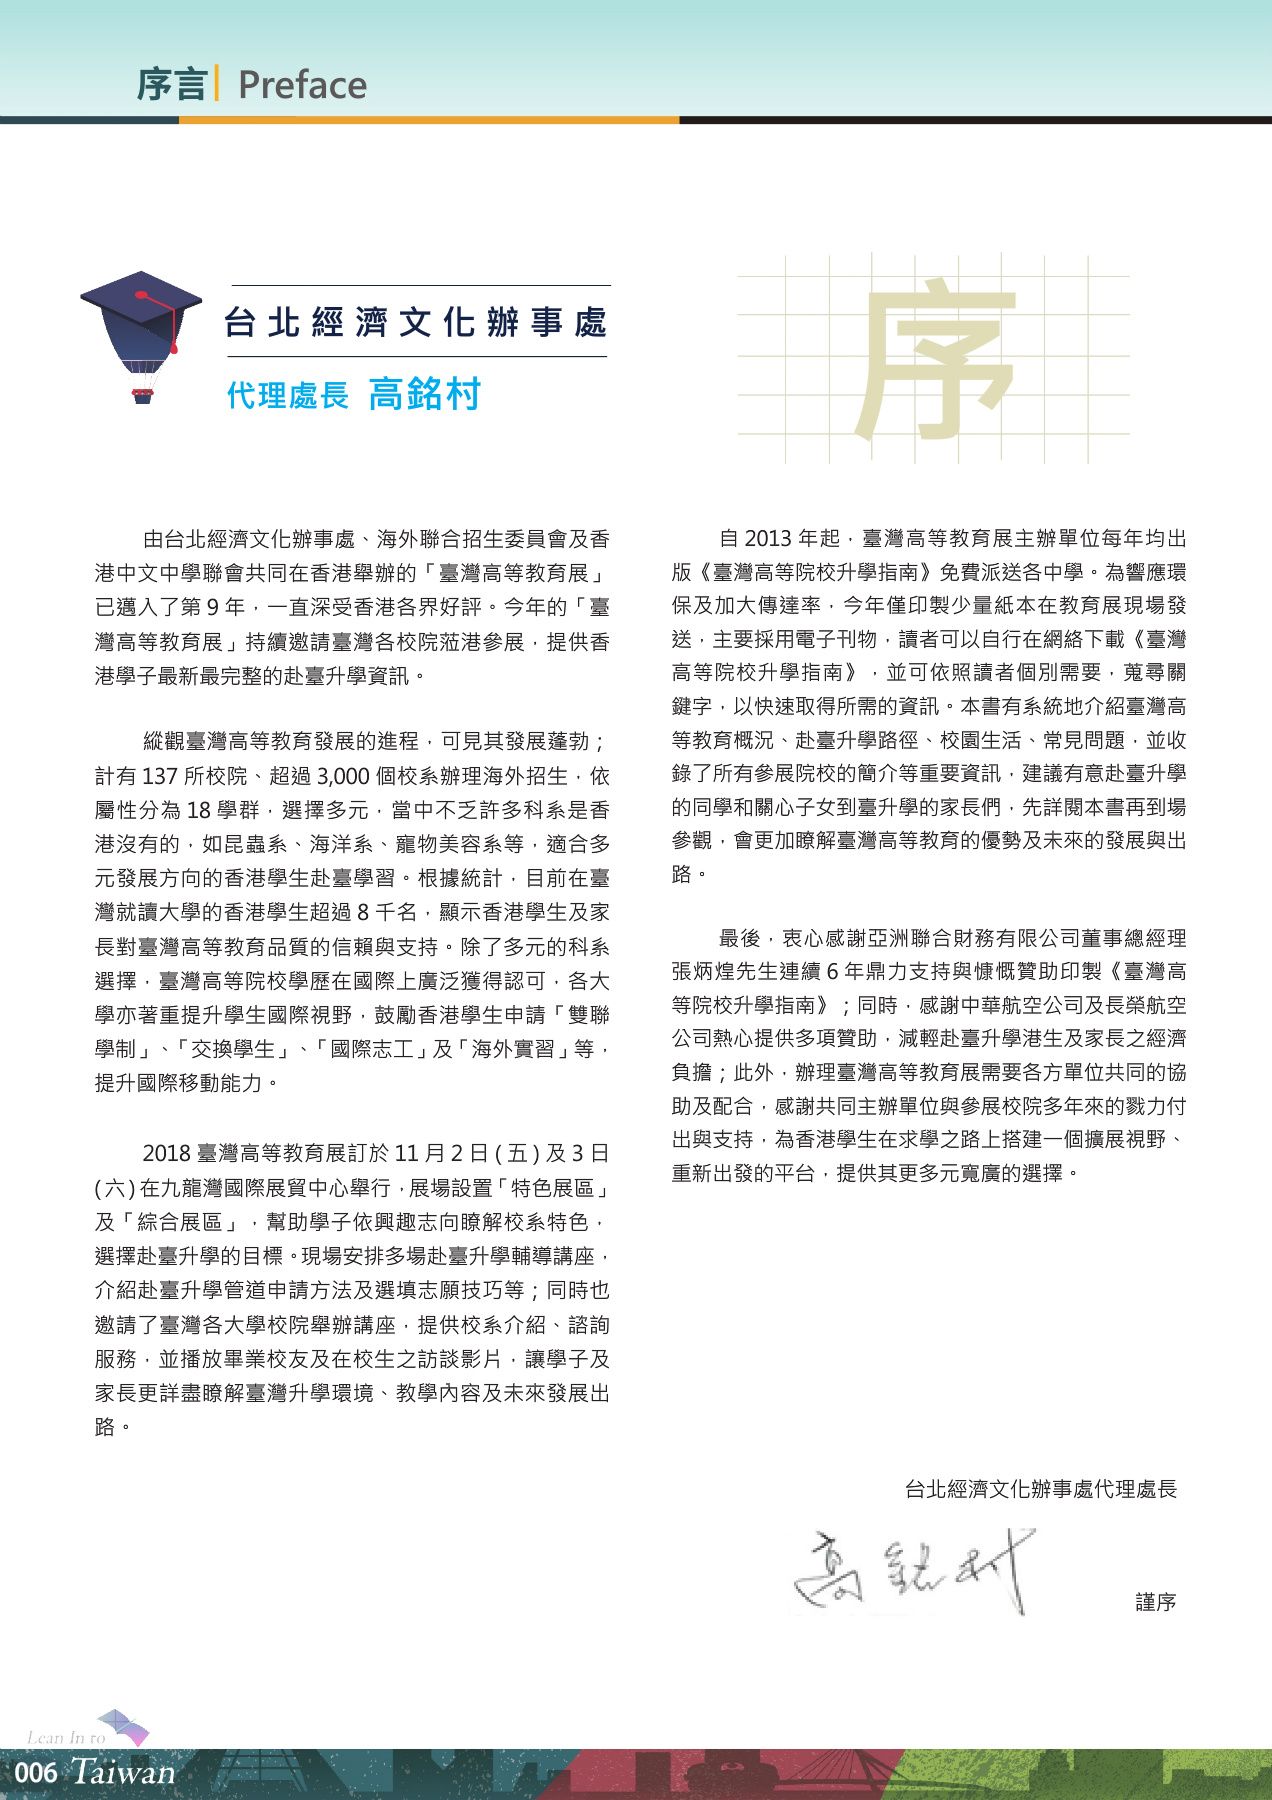 序言 | Preface
台北經濟文化辦事處
代理處長 高銘村
序
由台北經濟文化辦事處、海外聯合招生委員會及香
港中文中學聯會共同在香港舉辦的「臺灣高等教育展」
已邁入了第 9 年，一直深受香港各界好評。今年的「臺
灣高等教育展」持續邀請臺灣各校院蒞港參展，提供香
港學子最新最完整的赴臺升學資訊。
縱觀臺灣高等教育發展的進程，可見其發展蓬勃；
計有 137 所校院、超過 3,000 個校系辦理海外招生，依
屬性分為 18 學群，選擇多元，當中不乏許多科系是香
港沒有的，如昆蟲系、海洋系、寵物美容系等，適合多
元發展方向的香港學生赴臺學習。根據統計，目前在臺
灣就讀大學的香港學生超過 8 千名，顯示香港學生及家
長對臺灣高等教育品質的信賴與支持。除了多元的科系
選擇，臺灣高等院校學歷在國際上廣泛獲得認可，各大
學亦著重提升學生國際視野，鼓勵香港學生申請「雙聯
學制」、「交換學生」、「國際志工」及「海外實習」等，
提升國際移動能力。
2018 臺灣高等教育展訂於 11 月 2 日 ( 五 ) 及 3 日
( 六 ) 在九龍灣國際展貿中心舉行，展場設置「特色展區」
及「綜合展區」，幫助學子依興趣志向瞭解校系特色，
選擇赴臺升學的目標。現場安排多場赴臺升學輔導講座，
介紹赴臺升學管道申請方法及選填志願技巧等；同時也
邀請了臺灣各大學校院舉辦講座，提供校系介紹、諮詢
服務，並播放畢業校友及在校生之訪談影片，讓學子及
家長更詳盡瞭解臺灣升學環境、教學內容及未來發展出
路。
自 2013 年起，臺灣高等教育展主辦單位每年均出
版《臺灣高等院校升學指南》免費派送各中學。為響應環
保及加大傳達率，今年僅印製少量紙本在教育展現場發
送，主要採用電子刊物，讀者可以自行在網絡下載《臺灣
高等院校升學指南》，並可依照讀者個別需要，蒐尋關
鍵字，以快速取得所需的資訊。本書有系統地介紹臺灣高
等教育概況、赴臺升學路徑、校園生活、常見問題，並收
錄了所有參展院校的簡介等重要資訊，建議有意赴臺升學
的同學和關心子女到臺升學的家長們，先詳閱本書再到場
參觀，會更加瞭解臺灣高等教育的優勢及未來的發展與出
路。
最後，衷心感謝亞洲聯合財務有限公司董事總經理
張炳煌先生連續 6 年鼎力支持與慷慨贊助印製《臺灣高
等院校升學指南》；同時，感謝中華航空公司及長榮航空
公司熱心提供多項贊助，減輕赴臺升學港生及家長之經濟
負擔；此外，辦理臺灣高等教育展需要各方單位共同的協
助及配合，感謝共同主辦單位與參展校院多年來的戮力付
出與支持，為香港學生在求學之路上搭建一個擴展視野、
重新出發的平台，提供其更多元寬廣的選擇。
台北經濟文化辦事處代理處長
高銘村
謹序
Lean In to
006 Taiwan